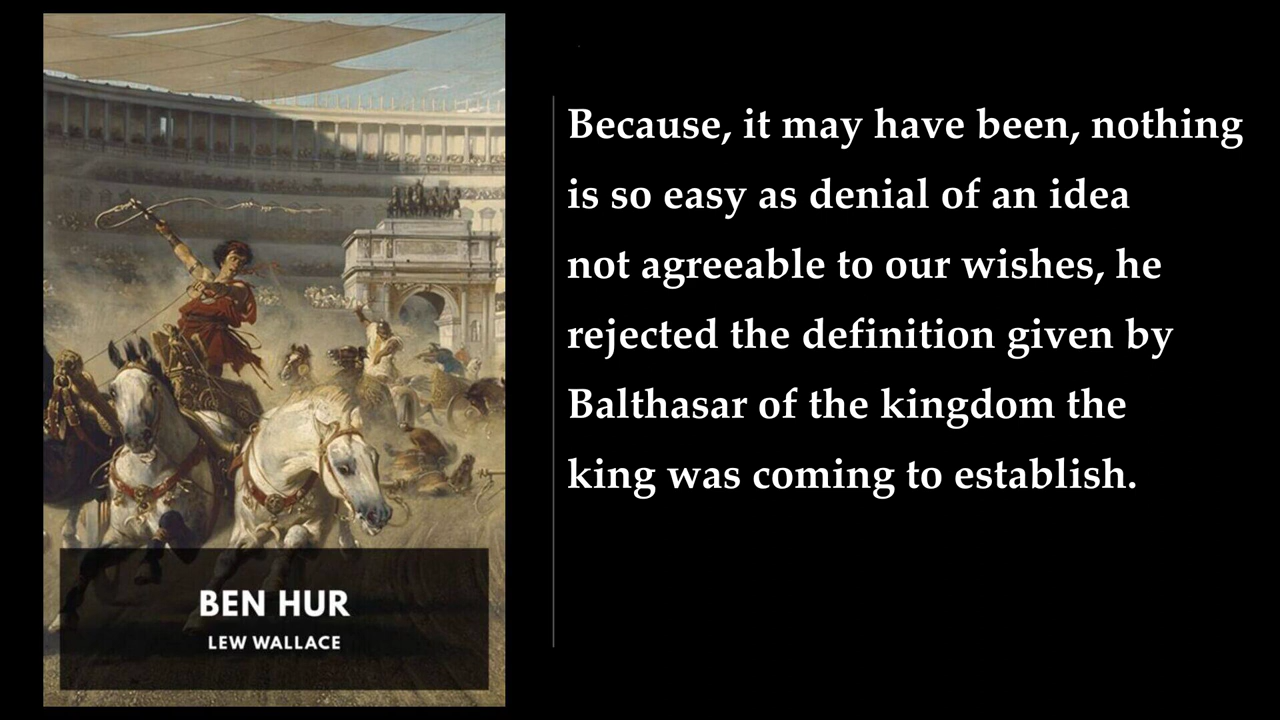 BEN HUR
LEW WALLACE
Because, it may have been, nothing
is so easy as denial of an idea
not agreeable to our wishes, he
rejected the definition given by
Balthasar of the kingdom the
king was coming to establish.